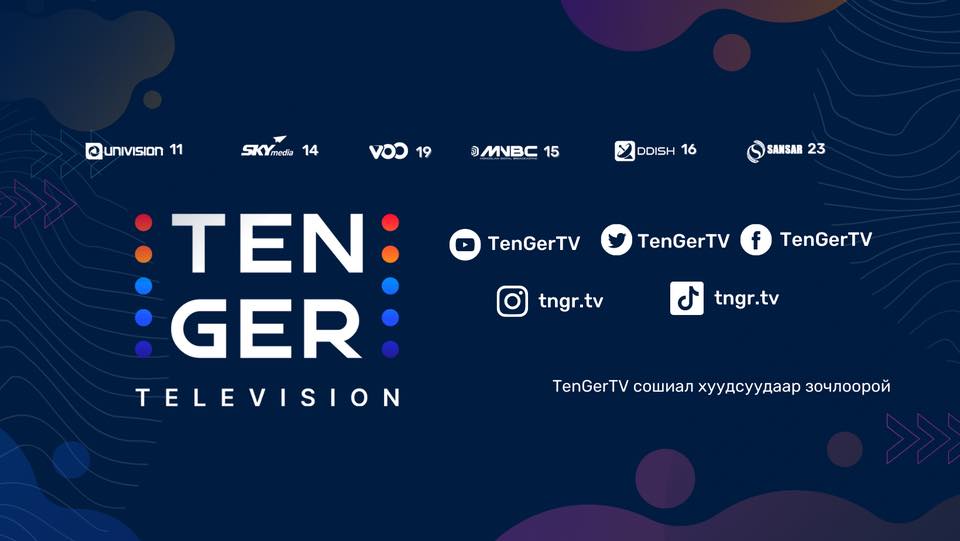 UNIVISION 11 SKYmedia 14 VOO 19 MNBC 15 DDISH 16 SANSAR 23
TEN
GER
TELEVISION
TenGerTV TenGerTV TenGerTV
tngr.tv tngr.tv
TenGerTV сошиал хуудсуудаар зочлоорой